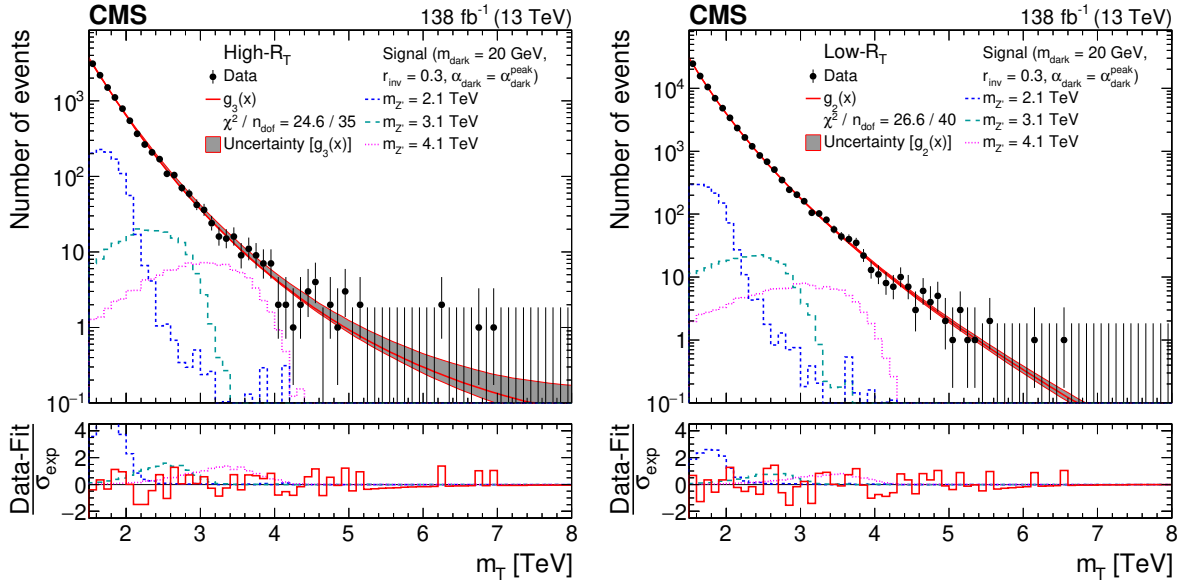 CMS
138 fb⁻¹ (13 TeV)
Number of events
10³
10²
10
1
10⁻¹
High-R_T
Data
g₃(x)
χ² / n_dof = 24.6 / 35
Uncertainty [g₃(x)]
Signal (m_dark = 20 GeV,
r_inv = 0.3, α_dark = α_dark^peak)
m_Z' = 2.1 TeV
m_Z' = 3.1 TeV
m_Z' = 4.1 TeV
Data-Fit
σ_exp
4
2
0
−2
2 3 4 5 6 7 8
m_T [TeV]
CMS
138 fb⁻¹ (13 TeV)
Number of events
10⁴
10³
10²
10
1
10⁻¹
Low-R_T
Data
g₂(x)
χ² / n_dof = 26.6 / 40
Uncertainty [g₂(x)]
Signal (m_dark = 20 GeV,
r_inv = 0.3, α_dark = α_dark^peak)
m_Z' = 2.1 TeV
m_Z' = 3.1 TeV
m_Z' = 4.1 TeV
Data-Fit
σ_exp
4
2
0
−2
2 3 4 5 6 7 8
m_T [TeV]